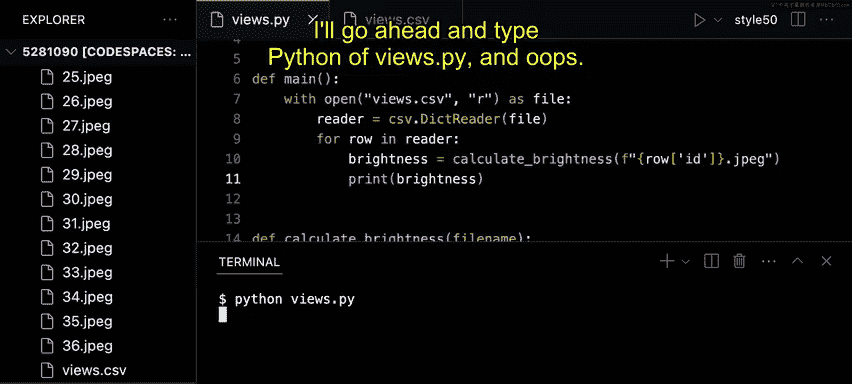 EXPLORER
views.py
views.csv
style50
I'll go ahead and type
Python of views.py, and oops.
5281090 [CODESPACES: ...
25.jpeg
26.jpeg
27.jpeg
28.jpeg
29.jpeg
30.jpeg
31.jpeg
32.jpeg
33.jpeg
34.jpeg
35.jpeg
36.jpeg
views.csv
4
5
6 def main():
7 with open("views.csv", "r") as file:
8 reader = csv.DictReader(file)
9 for row in reader:
10 brightness = calculate_brightness(f"{row['id']}.jpeg")
11 print(brightness)
12
13
14 def calculate_brightness(filename):
TERMINAL
$ python views.py